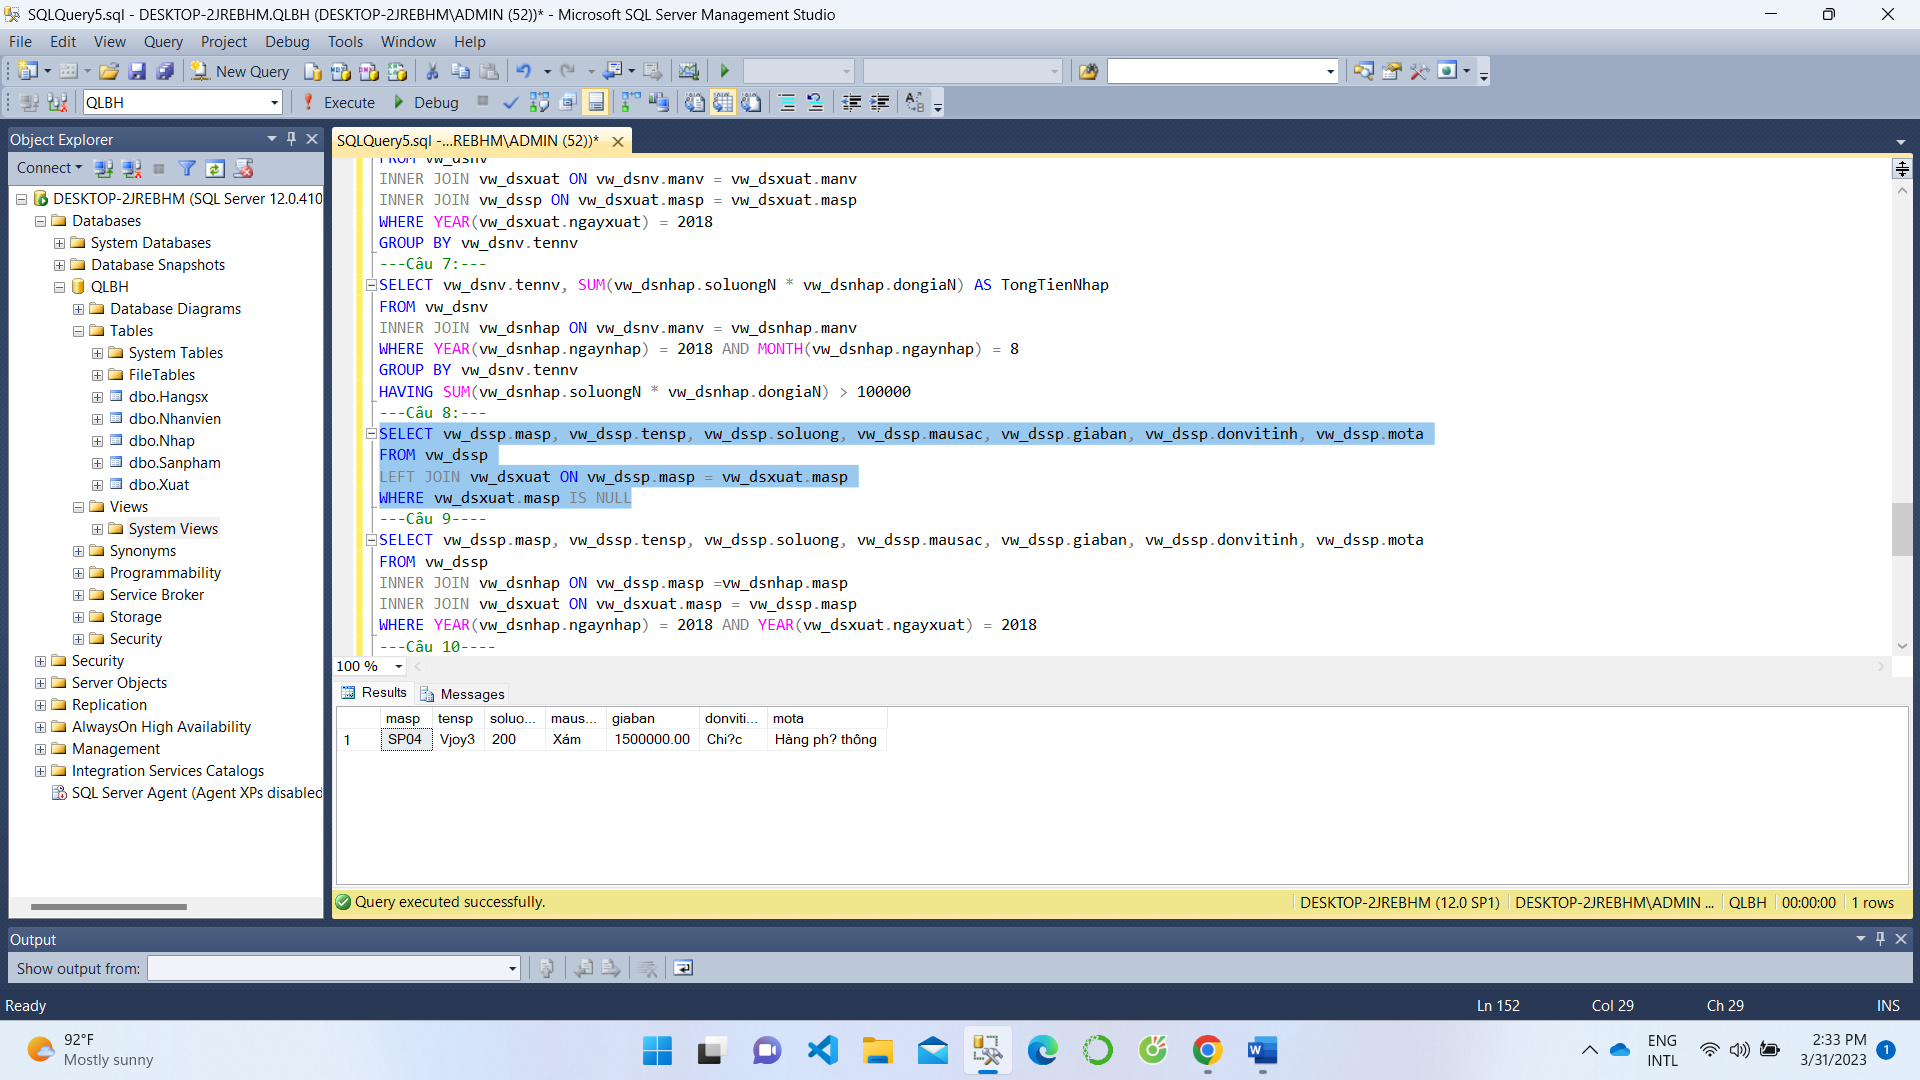 SQLQuery5.sql - DESKTOP-2JREBHM.QLBH (DESKTOP-2JREBHM\ADMIN (52))* - Microsoft SQL Server Management Studio
File Edit View Query Project Debug Tools Window Help
New Query
QLBH Execute Debug
Object Explorer
Connect
DESKTOP-2JREBHM (SQL Server 12.0.410
Databases
System Databases
Database Snapshots
QLBH
Database Diagrams
Tables
System Tables
FileTables
dbo.Hangsx
dbo.Nhanvien
dbo.Nhap
dbo.Sanpham
dbo.Xuat
Views
System Views
Synonyms
Programmability
Service Broker
Storage
Security
Security
Server Objects
Replication
AlwaysOn High Availability
Management
Integration Services Catalogs
SQL Server Agent (Agent XPs disabled
SQLQuery5.sql -...REBHM\ADMIN (52))*
FROM vw_dsnv
INNER JOIN vw_dsxuat ON vw_dsnv.manv = vw_dsxuat.manv
INNER JOIN vw_dssp ON vw_dsxuat.masp = vw_dsxuat.masp
WHERE YEAR(vw_dsxuat.ngayxuat) = 2018
GROUP BY vw_dsnv.tennv
---Câu 7:---
SELECT vw_dsnv.tennv, SUM(vw_dsnhap.soluongN * vw_dsnhap.dongiaN) AS TongTienNhap
FROM vw_dsnv
INNER JOIN vw_dsnhap ON vw_dsnv.manv = vw_dsnhap.manv
WHERE YEAR(vw_dsnhap.ngaynhap) = 2018 AND MONTH(vw_dsnhap.ngaynhap) = 8
GROUP BY vw_dsnv.tennv
HAVING SUM(vw_dsnhap.soluongN * vw_dsnhap.dongiaN) > 100000
---Câu 8:---
SELECT vw_dssp.masp, vw_dssp.tensp, vw_dssp.soluong, vw_dssp.mausac, vw_dssp.giaban, vw_dssp.donvitinh, vw_dssp.mota
FROM vw_dssp
LEFT JOIN vw_dsxuat ON vw_dssp.masp = vw_dsxuat.masp
WHERE vw_dsxuat.masp IS NULL
---Câu 9----
SELECT vw_dssp.masp, vw_dssp.tensp, vw_dssp.soluong, vw_dssp.mausac, vw_dssp.giaban, vw_dssp.donvitinh, vw_dssp.mota
FROM vw_dssp
INNER JOIN vw_dsnhap ON vw_dssp.masp =vw_dsnhap.masp
INNER JOIN vw_dsxuat ON vw_dsxuat.masp = vw_dssp.masp
WHERE YEAR(vw_dsnhap.ngaynhap) = 2018 AND YEAR(vw_dsxuat.ngayxuat) = 2018
---Câu 10----
100 %
Results Messages
masp tensp soluo... maus... giaban donviti... mota
1 SP04 Vjoy3 200 Xám 1500000.00 Chi?c Hàng ph? thông
Query executed successfully. DESKTOP-2JREBHM (12.0 SP1) DESKTOP-2JREBHM\ADMIN ... QLBH 00:00:00 1 rows
Output
Show output from:
Ready Ln 152 Col 29 Ch 29 INS
92°F
Mostly sunny
ENG
INTL
2:33 PM
3/31/2023
1